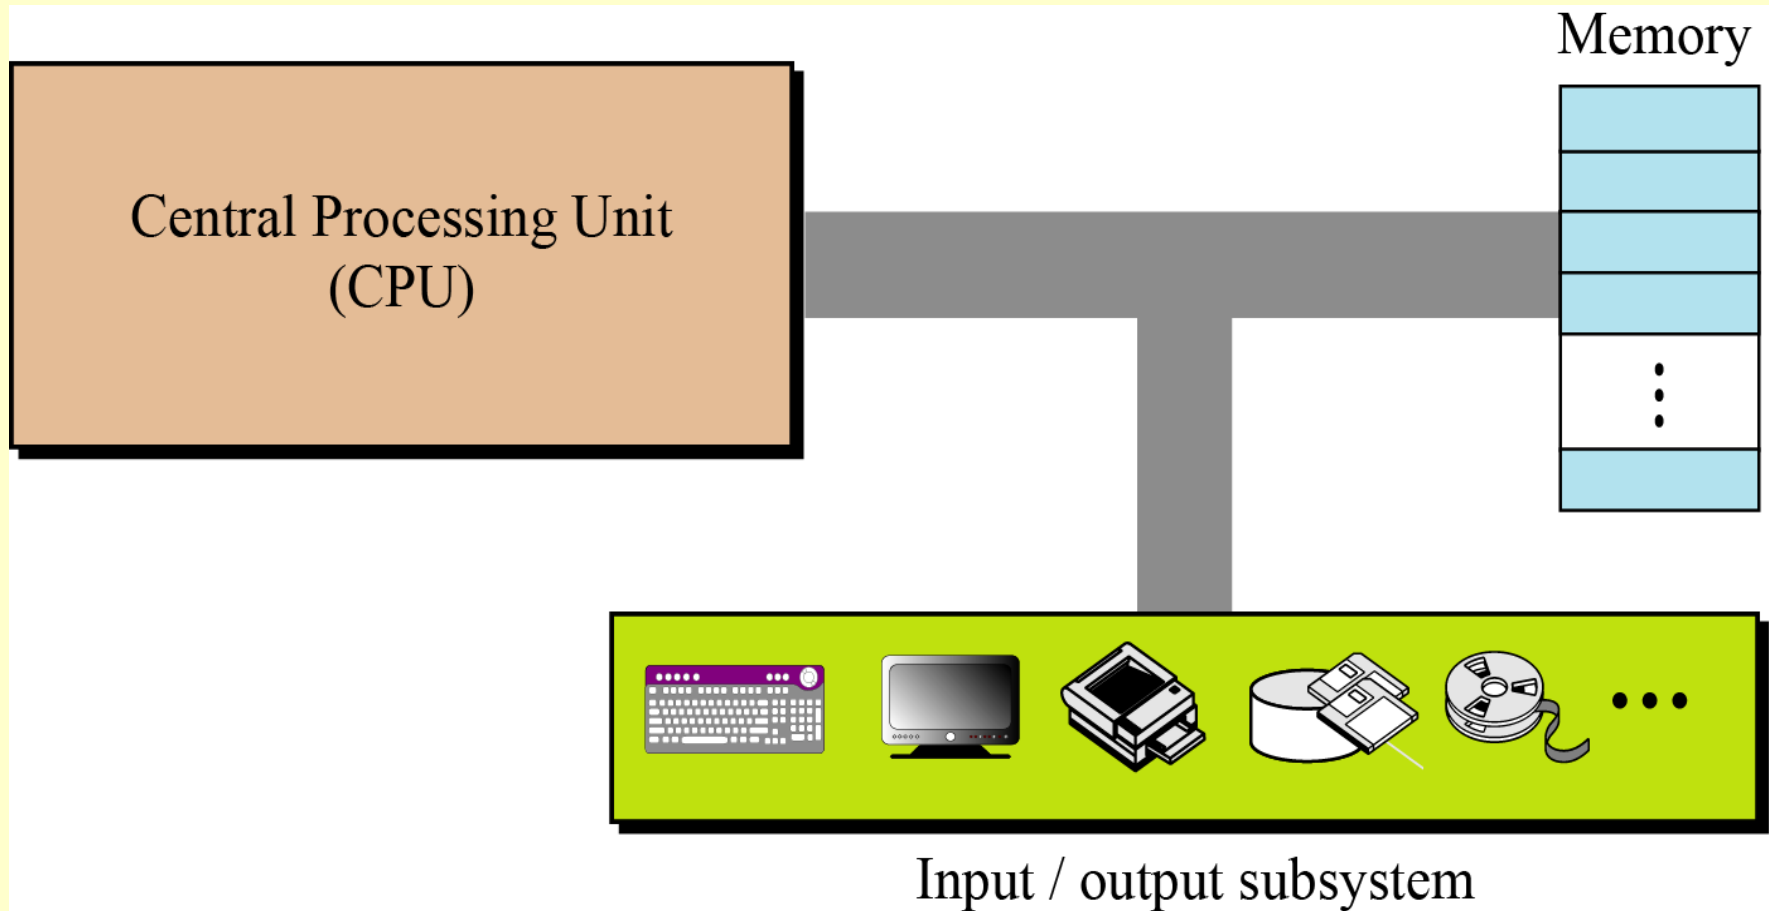 Memory
Central Processing Unit
(CPU)
Input / output subsystem